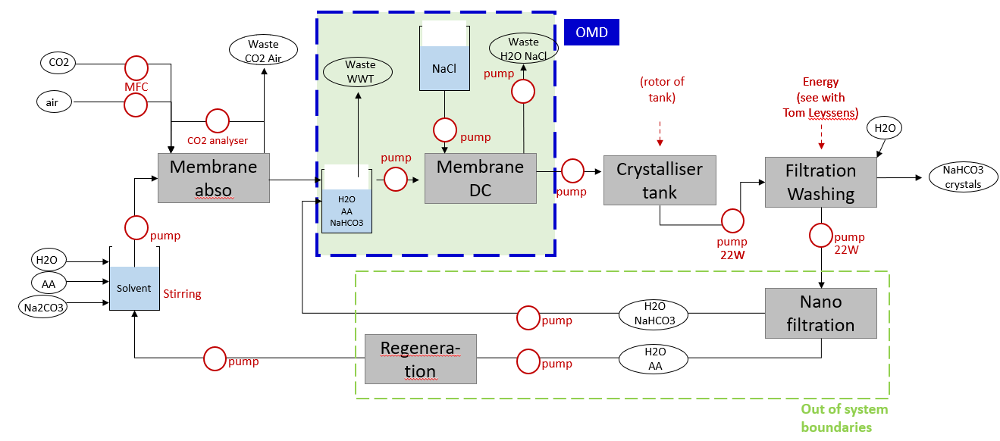 OMD
Waste
CO2 Air
CO2
MFC
air
CO2 analyser
Waste
WWT
NaCl
Waste
H2O NaCl
pump
pump
(rotor of
tank)
Energy
(see with
Tom Leyssens)
H2O
Membrane
abso
pump
Membrane
DC
pump
Crystalliser
tank
Filtration
Washing
NaHCO3
crystals
H2O
AA
NaHCO3
pump
pump
22W
pump
22W
H2O
AA
Na2CO3
Solvent
Stirring
Nano
filtration
H2O
NaHCO3
pump
Regenera-
tion
H2O
AA
pump
pump
Out of system
boundaries